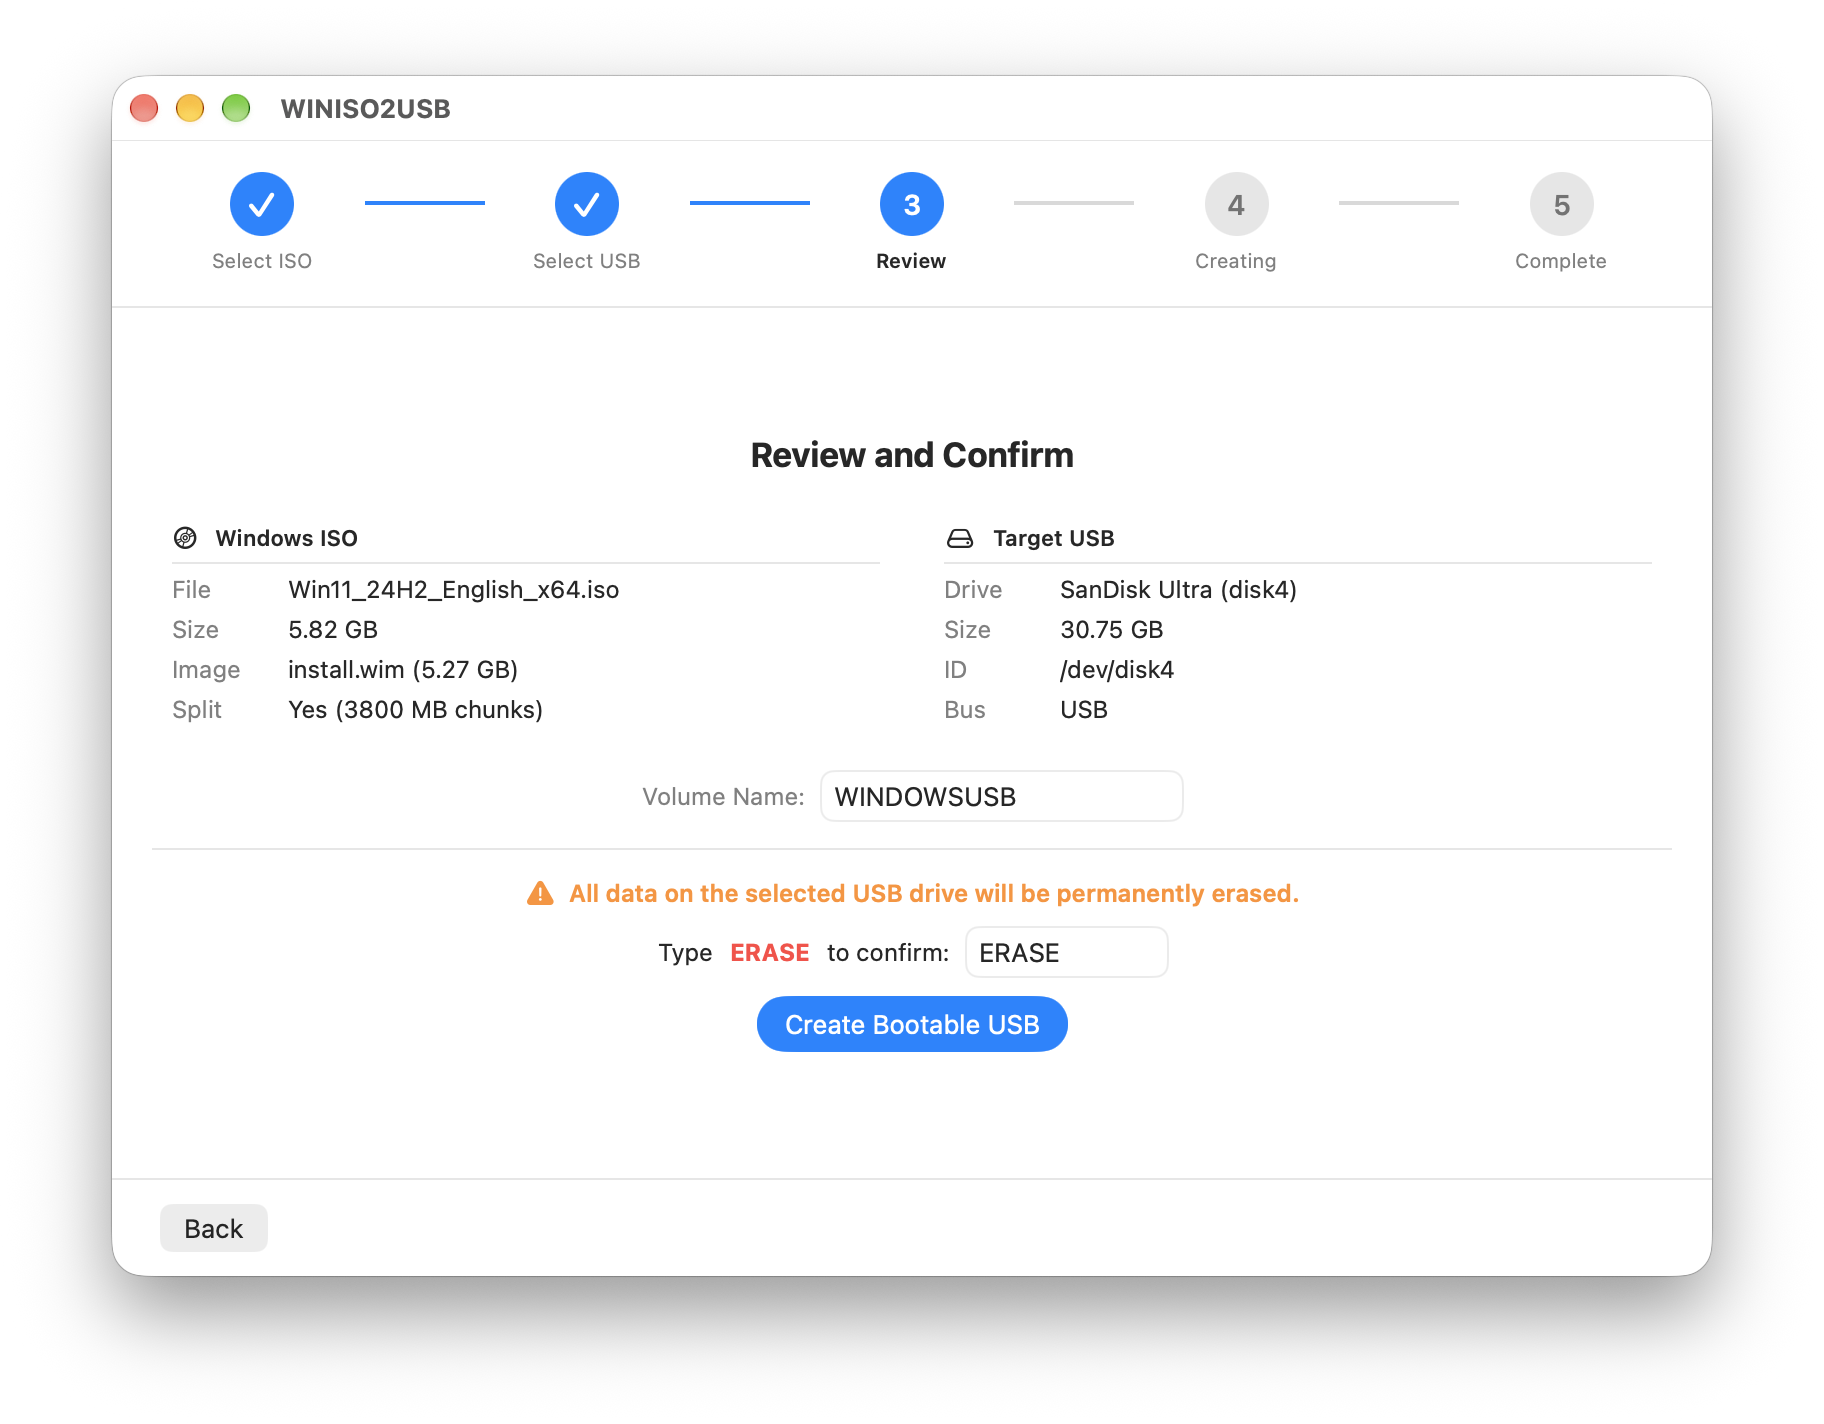 WINISO2USB
3
4
5
Select ISO
Select USB
Review
Creating
Complete
Review and Confirm
Windows ISO
File Win11_24H2_English_x64.iso
Size 5.82 GB
Image install.wim (5.27 GB)
Split Yes (3800 MB chunks)
Target USB
Drive SanDisk Ultra (disk4)
Size 30.75 GB
ID /dev/disk4
Bus USB
Volume Name: WINDOWSUSB
All data on the selected USB drive will be permanently erased.
Type ERASE to confirm: ERASE
Create Bootable USB
Back